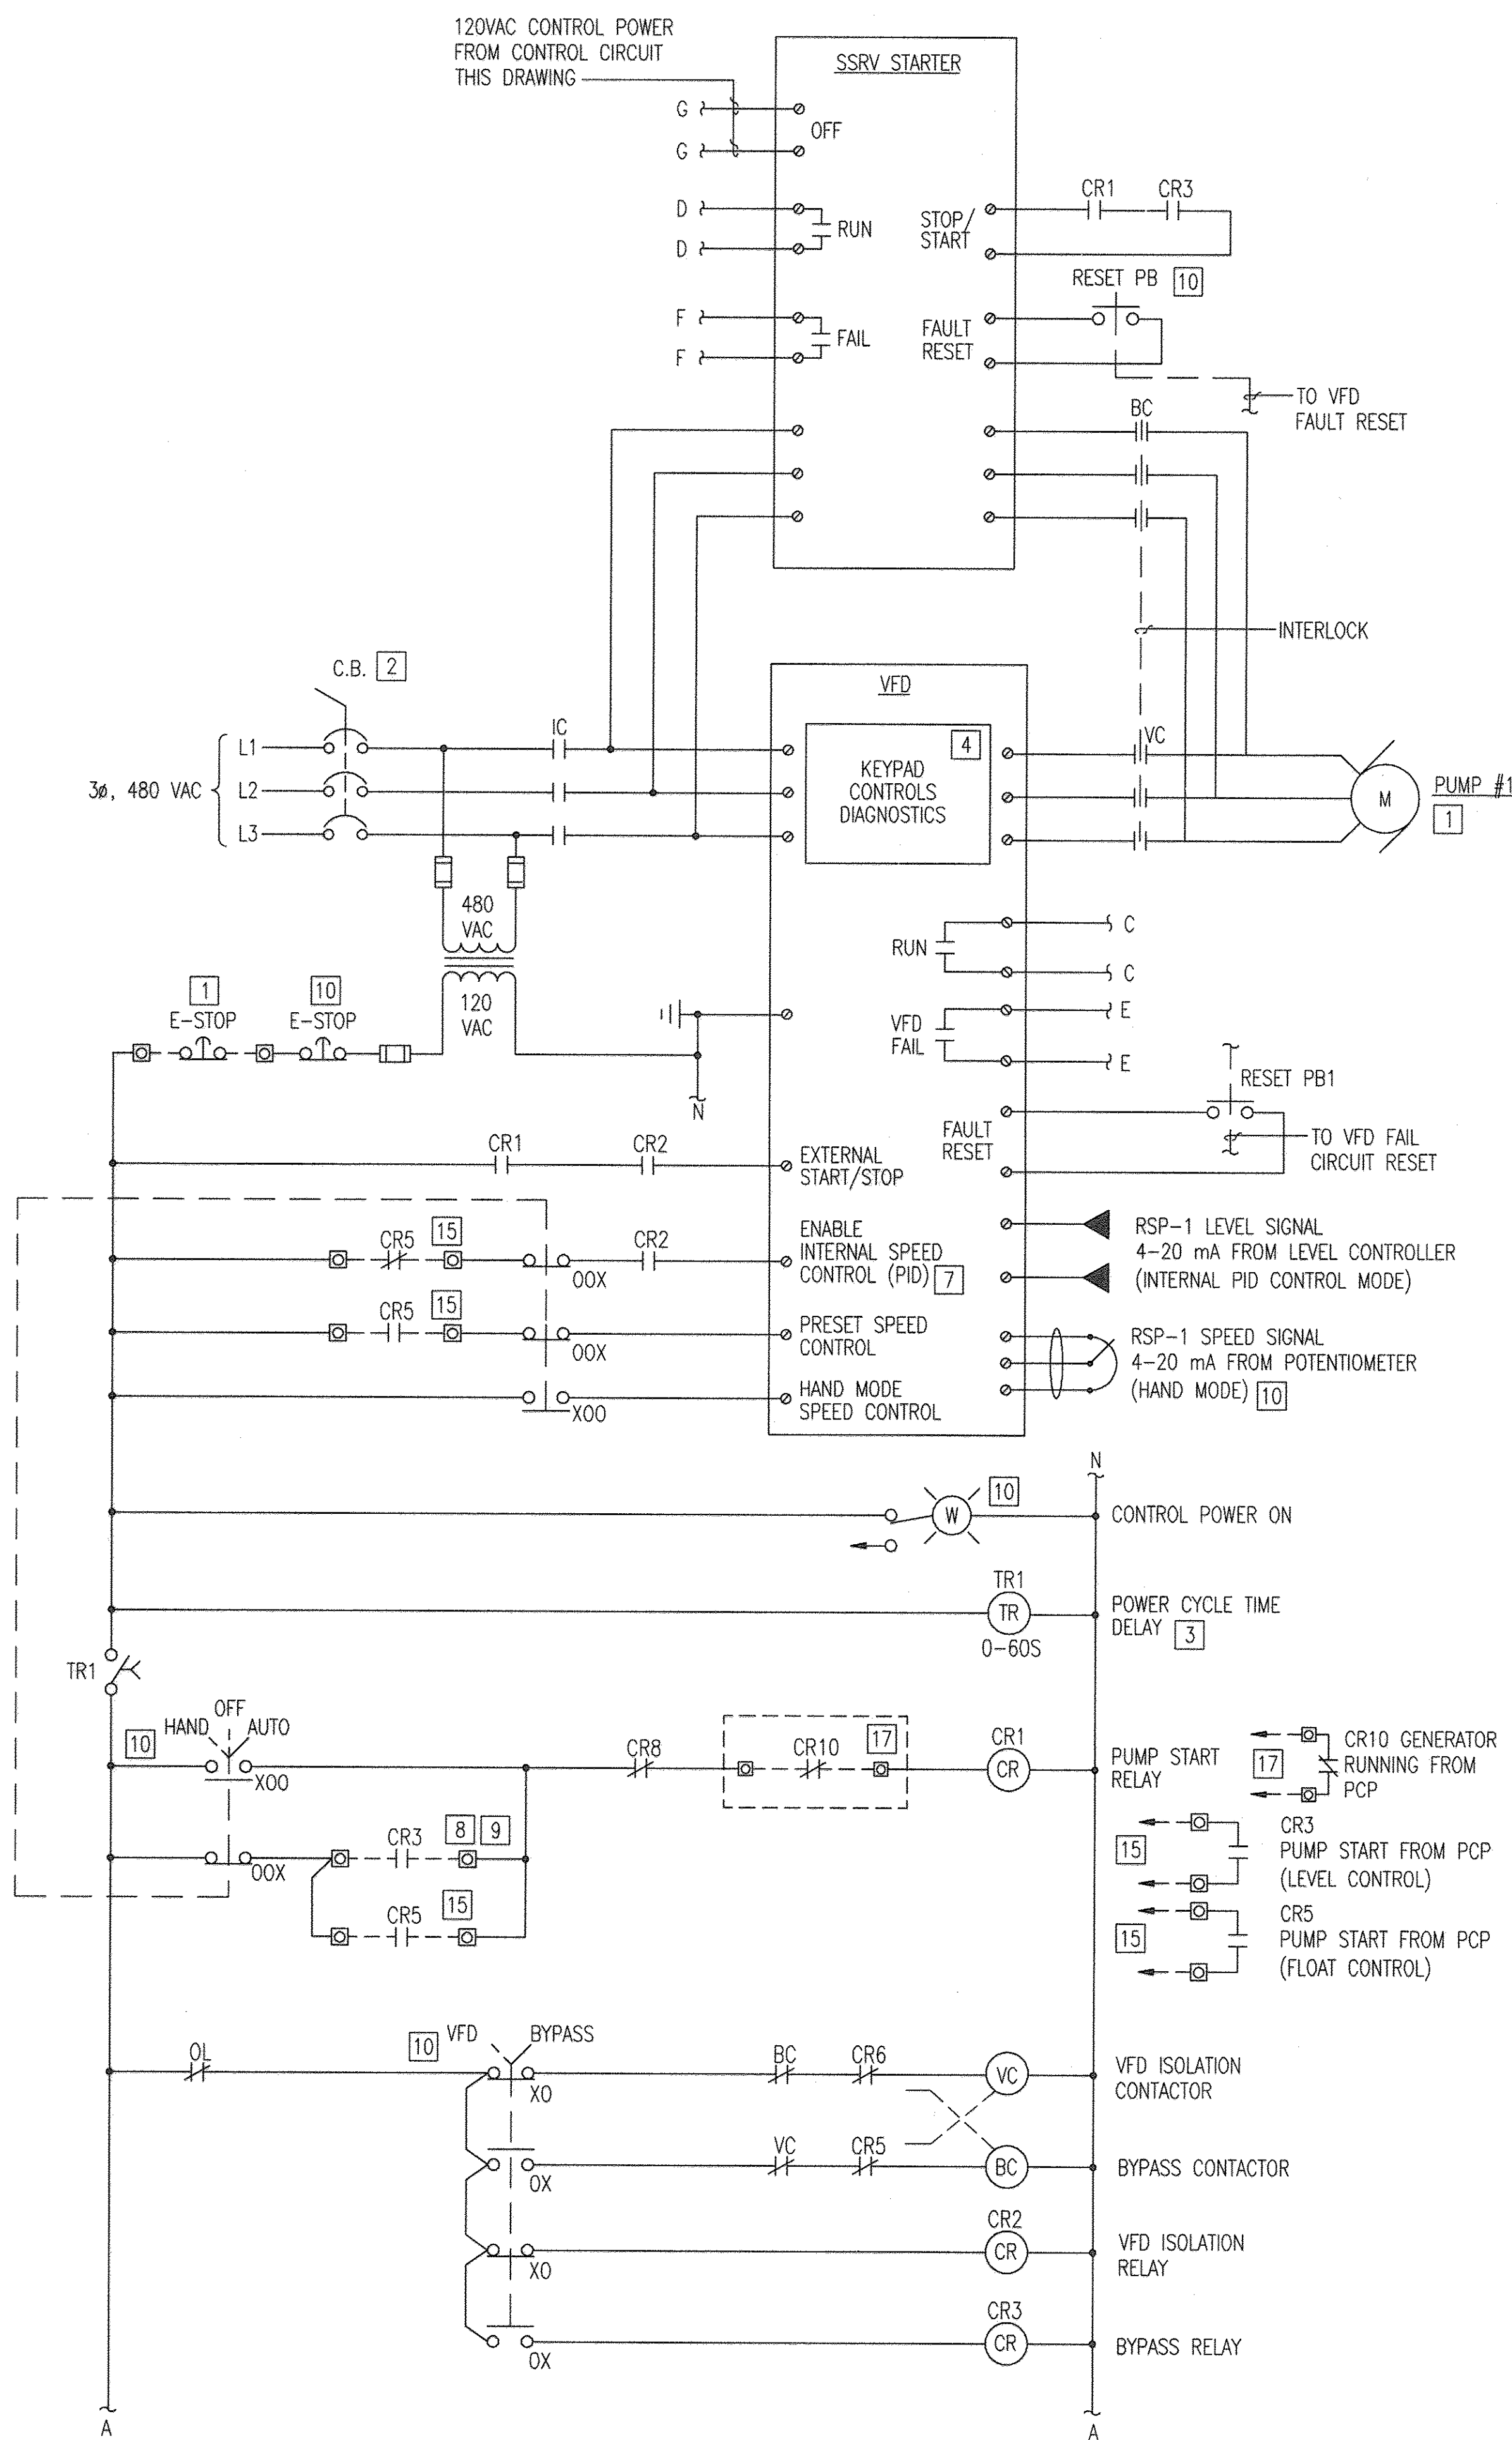 120VAC CONTROL POWER
FROM CONTROL CIRCUIT
THIS DRAWING
SSRV STARTER
G
OFF
G
D
RUN
D
STOP/
START
CR1 CR3
RESET PB 10
F
FAIL
F
FAULT
RESET
TO VFD
FAULT RESET
BC
INTERLOCK
C.B. 2
VFD
IC
VC
L1
3ø, 480 VAC
L2
L3
4
KEYPAD
CONTROLS
DIAGNOSTICS
M
PUMP #1
1
480
VAC
120
VAC
RUN
C
C
VFD
FAIL
E
E
1
E-STOP
10
E-STOP
N
RESET PB1
FAULT
RESET
TO VFD FAIL
CIRCUIT RESET
CR1
CR2
EXTERNAL
START/STOP
CR5
15
OOX
CR2
ENABLE
INTERNAL SPEED
CONTROL (PID) 7
RSP-1 LEVEL SIGNAL
4-20 mA FROM LEVEL CONTROLLER
(INTERNAL PID CONTROL MODE)
CR5
15
OOX
PRESET SPEED
CONTROL
RSP-1 SPEED SIGNAL
4-20 mA FROM POTENTIOMETER
(HAND MODE) 10
XOO
HAND MODE
SPEED CONTROL
N
W
10
CONTROL POWER ON
TR1
TR
0-60S
POWER CYCLE TIME
DELAY 3
TR1
OFF
HAND AUTO
10
XOO
CR8
CR10
17
CR1
CR
PUMP START
RELAY
17
CR10 GENERATOR
RUNNING FROM
PCP
OOX
CR3
8 9
15
CR3
PUMP START FROM PCP
(LEVEL CONTROL)
CR5
15
15
CR5
PUMP START FROM PCP
(FLOAT CONTROL)
OL
10
VFD BYPASS
XO
BC
CR6
VC
VFD ISOLATION
CONTACTOR
OX
VC
CR5
BC
BYPASS CONTACTOR
XO
CR2
CR
VFD ISOLATION
RELAY
OX
CR3
CR
BYPASS RELAY
A
A